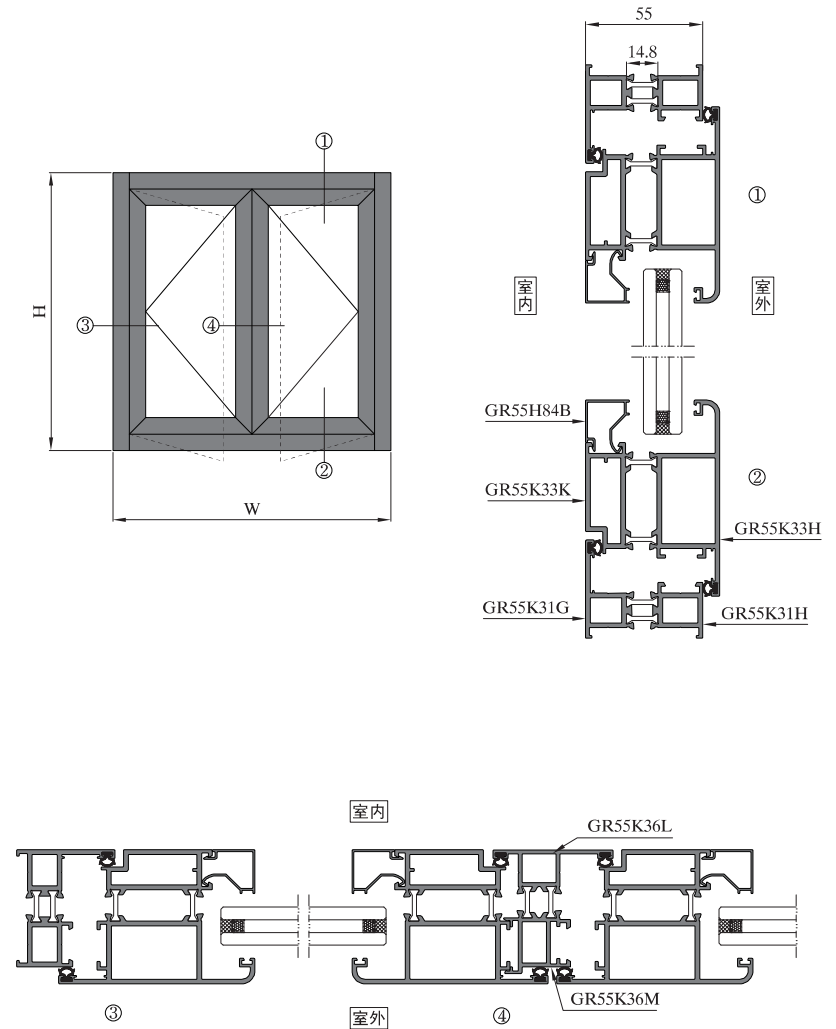 55
14.8
①
①
室内
室外
H
③
④
②
W
GR55H84B
GR55K33K
②
GR55K33H
GR55K31G
GR55K31H
室内
GR55K36L
GR55K36M
③
室外
④